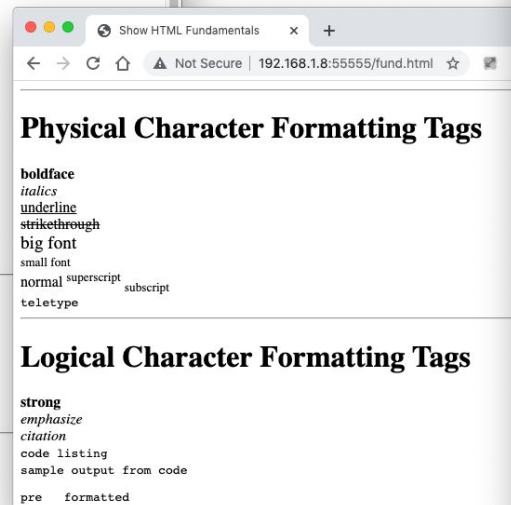 Show HTML Fundamentals
Not Secure | 192.168.1.8:55555/fund.html
Physical Character Formatting Tags
boldface
italics
underline
strikethrough
big font
small font
normal superscript subscript
teletype
Logical Character Formatting Tags
strong
emphasize
citation
code listing
sample output from code
pre   formatted